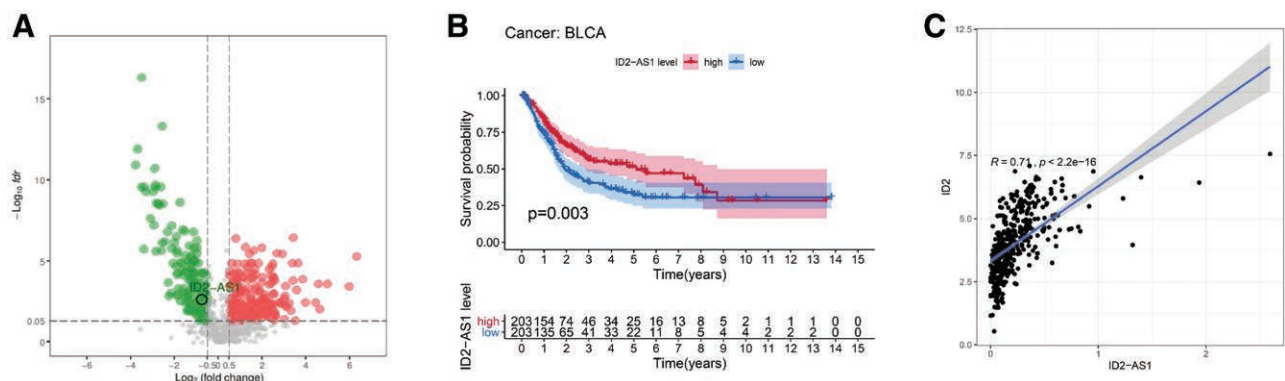 A
15
10
5
0.05
0
−Log₁₀ fdr
ID2−AS1
−6 −4 −2 −0.5 0.5 2 4 6
Log₂ (fold change)
B
Cancer: BLCA
ID2−AS1 level high low
1.00
0.75
0.50
0.25
0.00
Survival probability
p=0.003
0 1 2 3 4 5 6 7 8 9 10 11 12 13 14 15
Time(years)
ID2−AS1 level
high 203 154 74 46 34 25 16 13 8 5 2 1 1 1 0 0
low 203 135 65 41 33 22 11 8 5 4 4 2 2 2 0 0
0 1 2 3 4 5 6 7 8 9 10 11 12 13 14 15
Time(years)
C
12.5
10.0
7.5
5.0
2.5
0.0
ID2
R = 0.71 , p < 2.2e−16
0 1 2
ID2−AS1